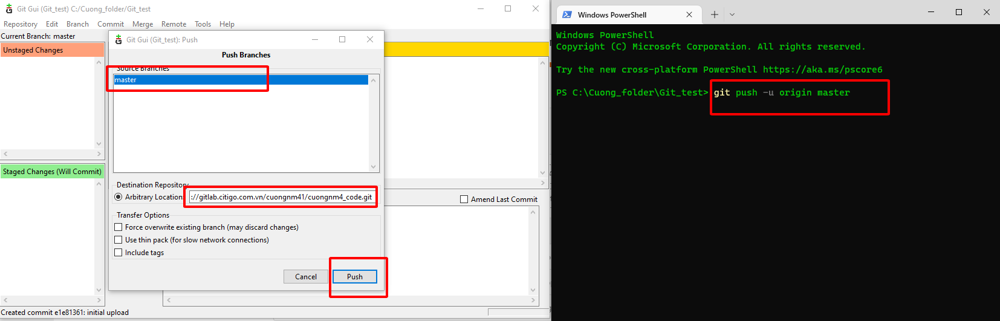 Git Gui (Git_test) C:/Cuong_folder/Git_test
Repository Edit Branch Commit Merge Remote Tools Help
Current Branch: master
Unstaged Changes
Staged Changes (Will Commit)
Git Gui (Git_test): Push
Push Branches
Source Branches
master
Destination Repository
Arbitrary Location:
://gitlab.citigo.com.vn/cuongnm41/cuongnm4_code.git
Transfer Options
Force overwrite existing branch (may discard changes)
Use thin pack (for slow network connections)
Include tags
Cancel Push
Amend Last Commit
Created commit e1e81361: initial upload
Windows PowerShell
Windows PowerShell
Copyright (C) Microsoft Corporation. All rights reserved.
Try the new cross-platform PowerShell https://aka.ms/pscore6
PS C:\Cuong_folder\Git_test> git push -u origin master